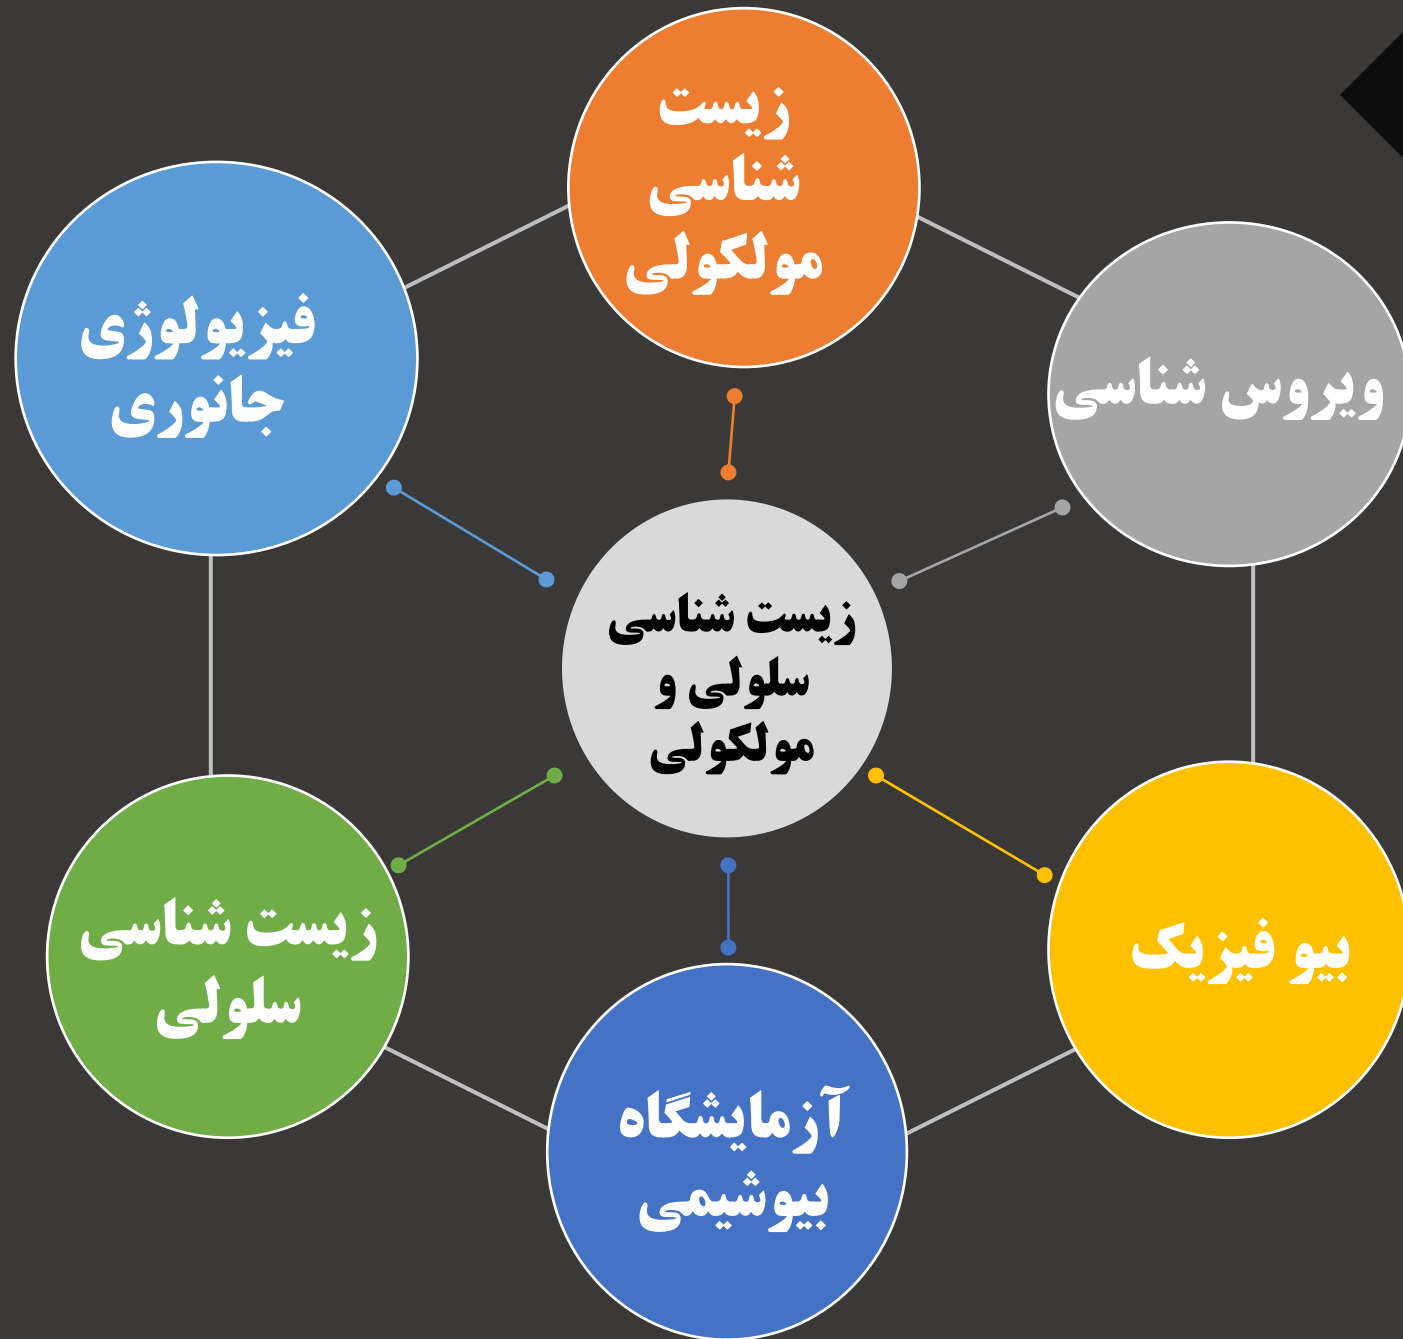 زیست
شناسی
مولکولی
فیزیولوژی
جانوری
ویروس شناسی
زیست شناسی
سلولی و
مولکولی
زیست شناسی
سلولی
بیو فیزیک
آزمایشگاه
بیوشیمی